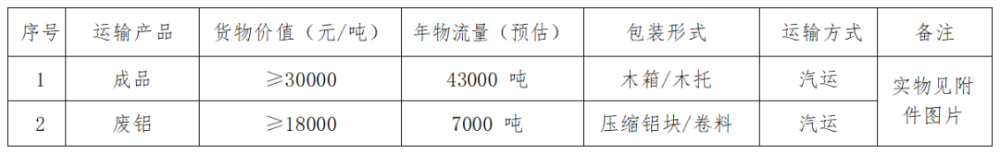 序号 运输产品 货物价值（元/吨） 年物流量（预估） 包装形式 运输方式 备注
1 成品 ≥30000 43000 吨 木箱/木托 汽运 实物见附
件图片
2 废铝 ≥18000 7000 吨 压缩铝块/卷料 汽运